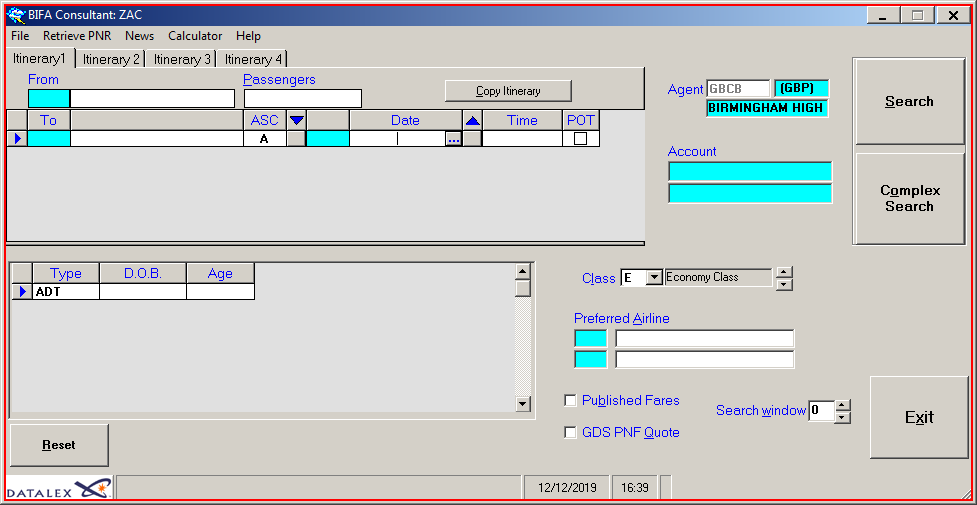 BIFA Consultant: ZAC
File Retrieve PNR News Calculator Help
Itinerary1 Itinerary 2 Itinerary 3 Itinerary 4
From Passengers
Copy Itinerary
Agent GBCB (GBP)
BIRMINGHAM HIGH
Search
To ASC Date Time POT
A ...
Account
Complex
Search
Type D.O.B. Age
ADT
Class E Economy Class
Preferred Airline
Published Fares
Search window 0
GDS PNF Quote
Exit
Reset
DATALEX 12/12/2019 16:39